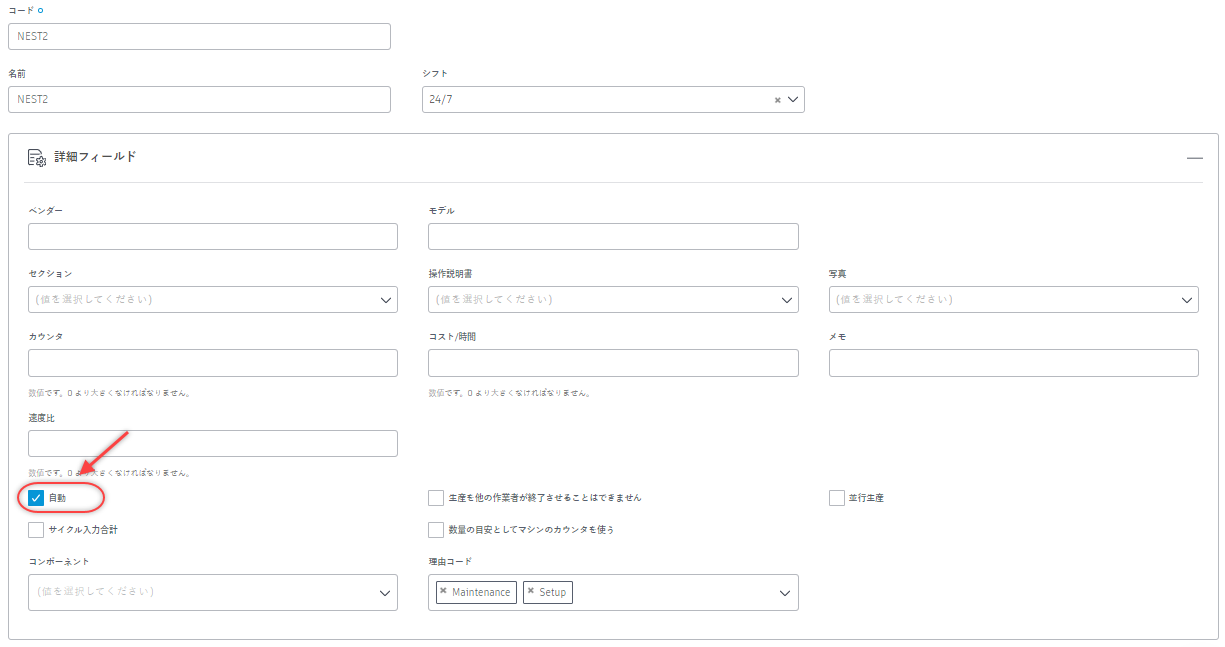 コード
NEST2
名前
シフト
NEST2
24/7
詳細フィールド
ベンダー
モデル
セクション
操作説明書
写真
(値を選択してください)
(値を選択してください)
(値を選択してください)
カウンタ
コスト/時間
メモ
数値です。0 より大きくなければなりません。
数値です。0 より大きくなければなりません。
速度比
数値です。0 より大きくなければなりません。
自動
生産を他の作業者が終了させることはできません
並行生産
サイクル入力合計
数量の目安としてマシンのカウンタを使う
コンポーネント
理由コード
(値を選択してください)
Maintenance
Setup